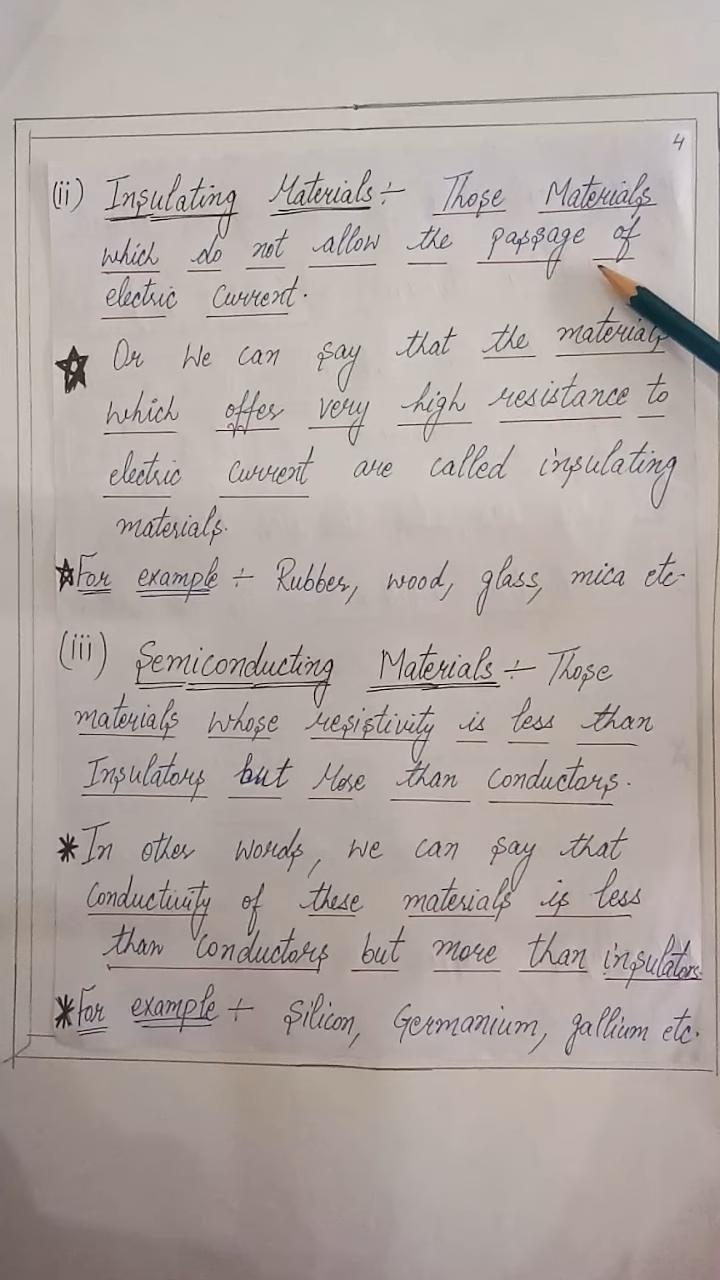 4
(ii) Insulating Materials :- Those Materials
which do not allow the passage of
electric current.
Or we can say that the materials
which offer very high resistance to
electric current are called insulating
materials.
For example :- Rubber, wood, glass, mica etc.
(iii) Semiconducting Materials :- Those
materials whose resistivity is less than
Insulators but More than conductors.
In other words, we can say that
conductivity of these materials is less
than conductors but more than insulators.
For example :- Silicon, Germanium, gallium etc.